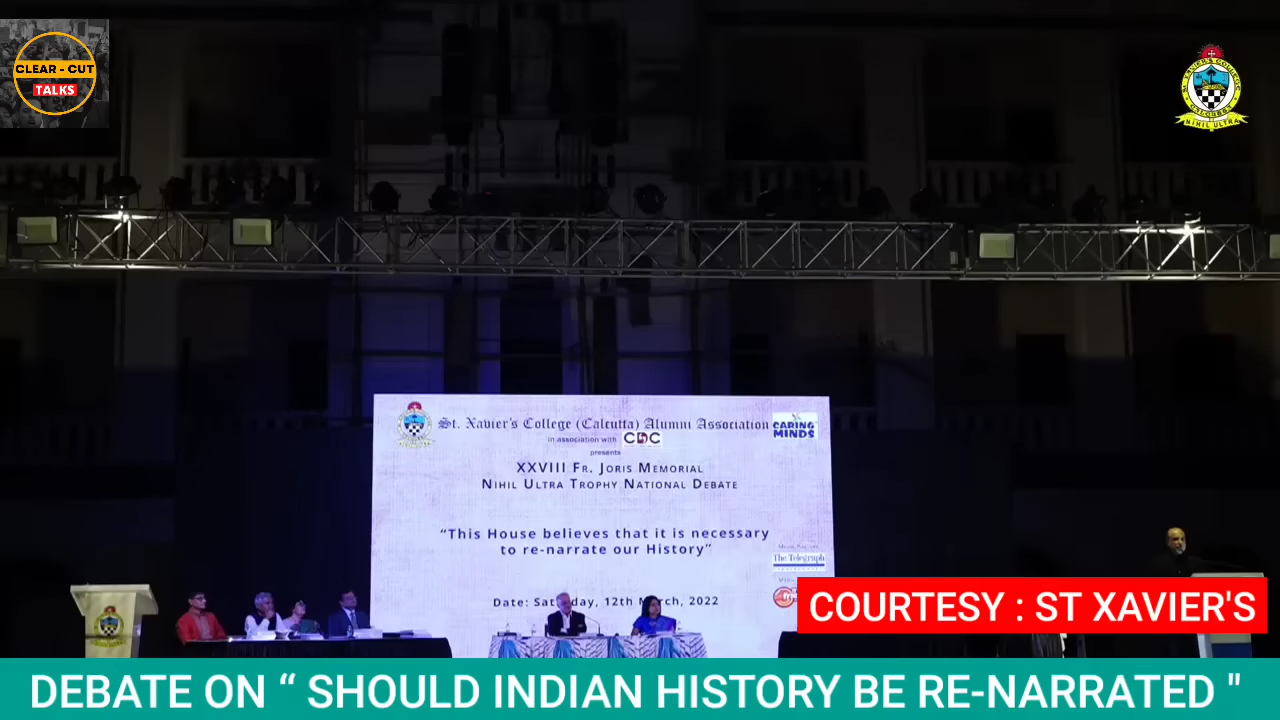 CLEAR - CUT
TALKS
NIHIL ULTRA
St. Xavier's College (Calcutta) Alumni Association
in association with CDC
presents
CARING
MINDS
XXVIII Fr. Joris Memorial
Nihil Ultra Trophy National Debate
“This House believes that it is necessary
to re-narrate our History”
The Telegraph
Date: Saturday, 12th March, 2022
COURTESY : ST XAVIER'S
DEBATE ON “ SHOULD INDIAN HISTORY BE RE-NARRATED "